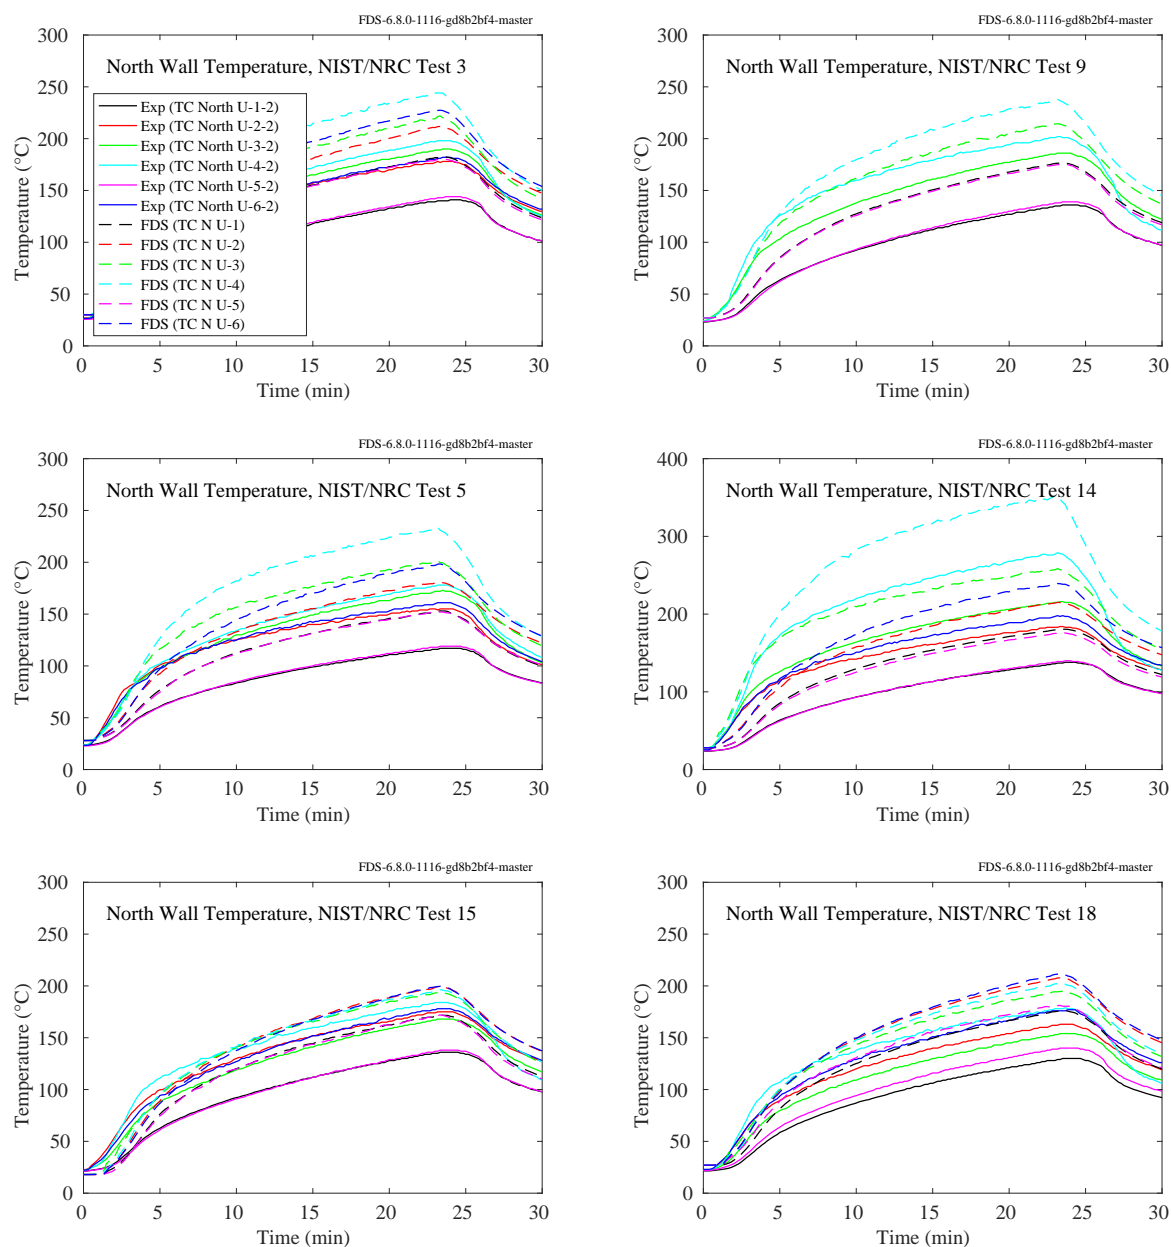 FDS-6.8.0-1116-gd8b2bf4-master
North Wall Temperature, NIST/NRC Test 3
Exp (TC North U-1-2)
Exp (TC North U-2-2)
Exp (TC North U-3-2)
Exp (TC North U-4-2)
Exp (TC North U-5-2)
Exp (TC North U-6-2)
FDS (TC N U-1)
FDS (TC N U-2)
FDS (TC N U-3)
FDS (TC N U-4)
FDS (TC N U-5)
FDS (TC N U-6)
300
250
200
150
100
50
0
Temperature (°C)
0 5 10 15 20 25 30
Time (min)
FDS-6.8.0-1116-gd8b2bf4-master
North Wall Temperature, NIST/NRC Test 9
300
250
200
150
100
50
0
Temperature (°C)
0 5 10 15 20 25 30
Time (min)
FDS-6.8.0-1116-gd8b2bf4-master
North Wall Temperature, NIST/NRC Test 5
300
250
200
150
100
50
0
Temperature (°C)
0 5 10 15 20 25 30
Time (min)
FDS-6.8.0-1116-gd8b2bf4-master
North Wall Temperature, NIST/NRC Test 14
400
300
200
100
0
Temperature (°C)
0 5 10 15 20 25 30
Time (min)
FDS-6.8.0-1116-gd8b2bf4-master
North Wall Temperature, NIST/NRC Test 15
300
250
200
150
100
50
0
Temperature (°C)
0 5 10 15 20 25 30
Time (min)
FDS-6.8.0-1116-gd8b2bf4-master
North Wall Temperature, NIST/NRC Test 18
300
250
200
150
100
50
0
Temperature (°C)
0 5 10 15 20 25 30
Time (min)